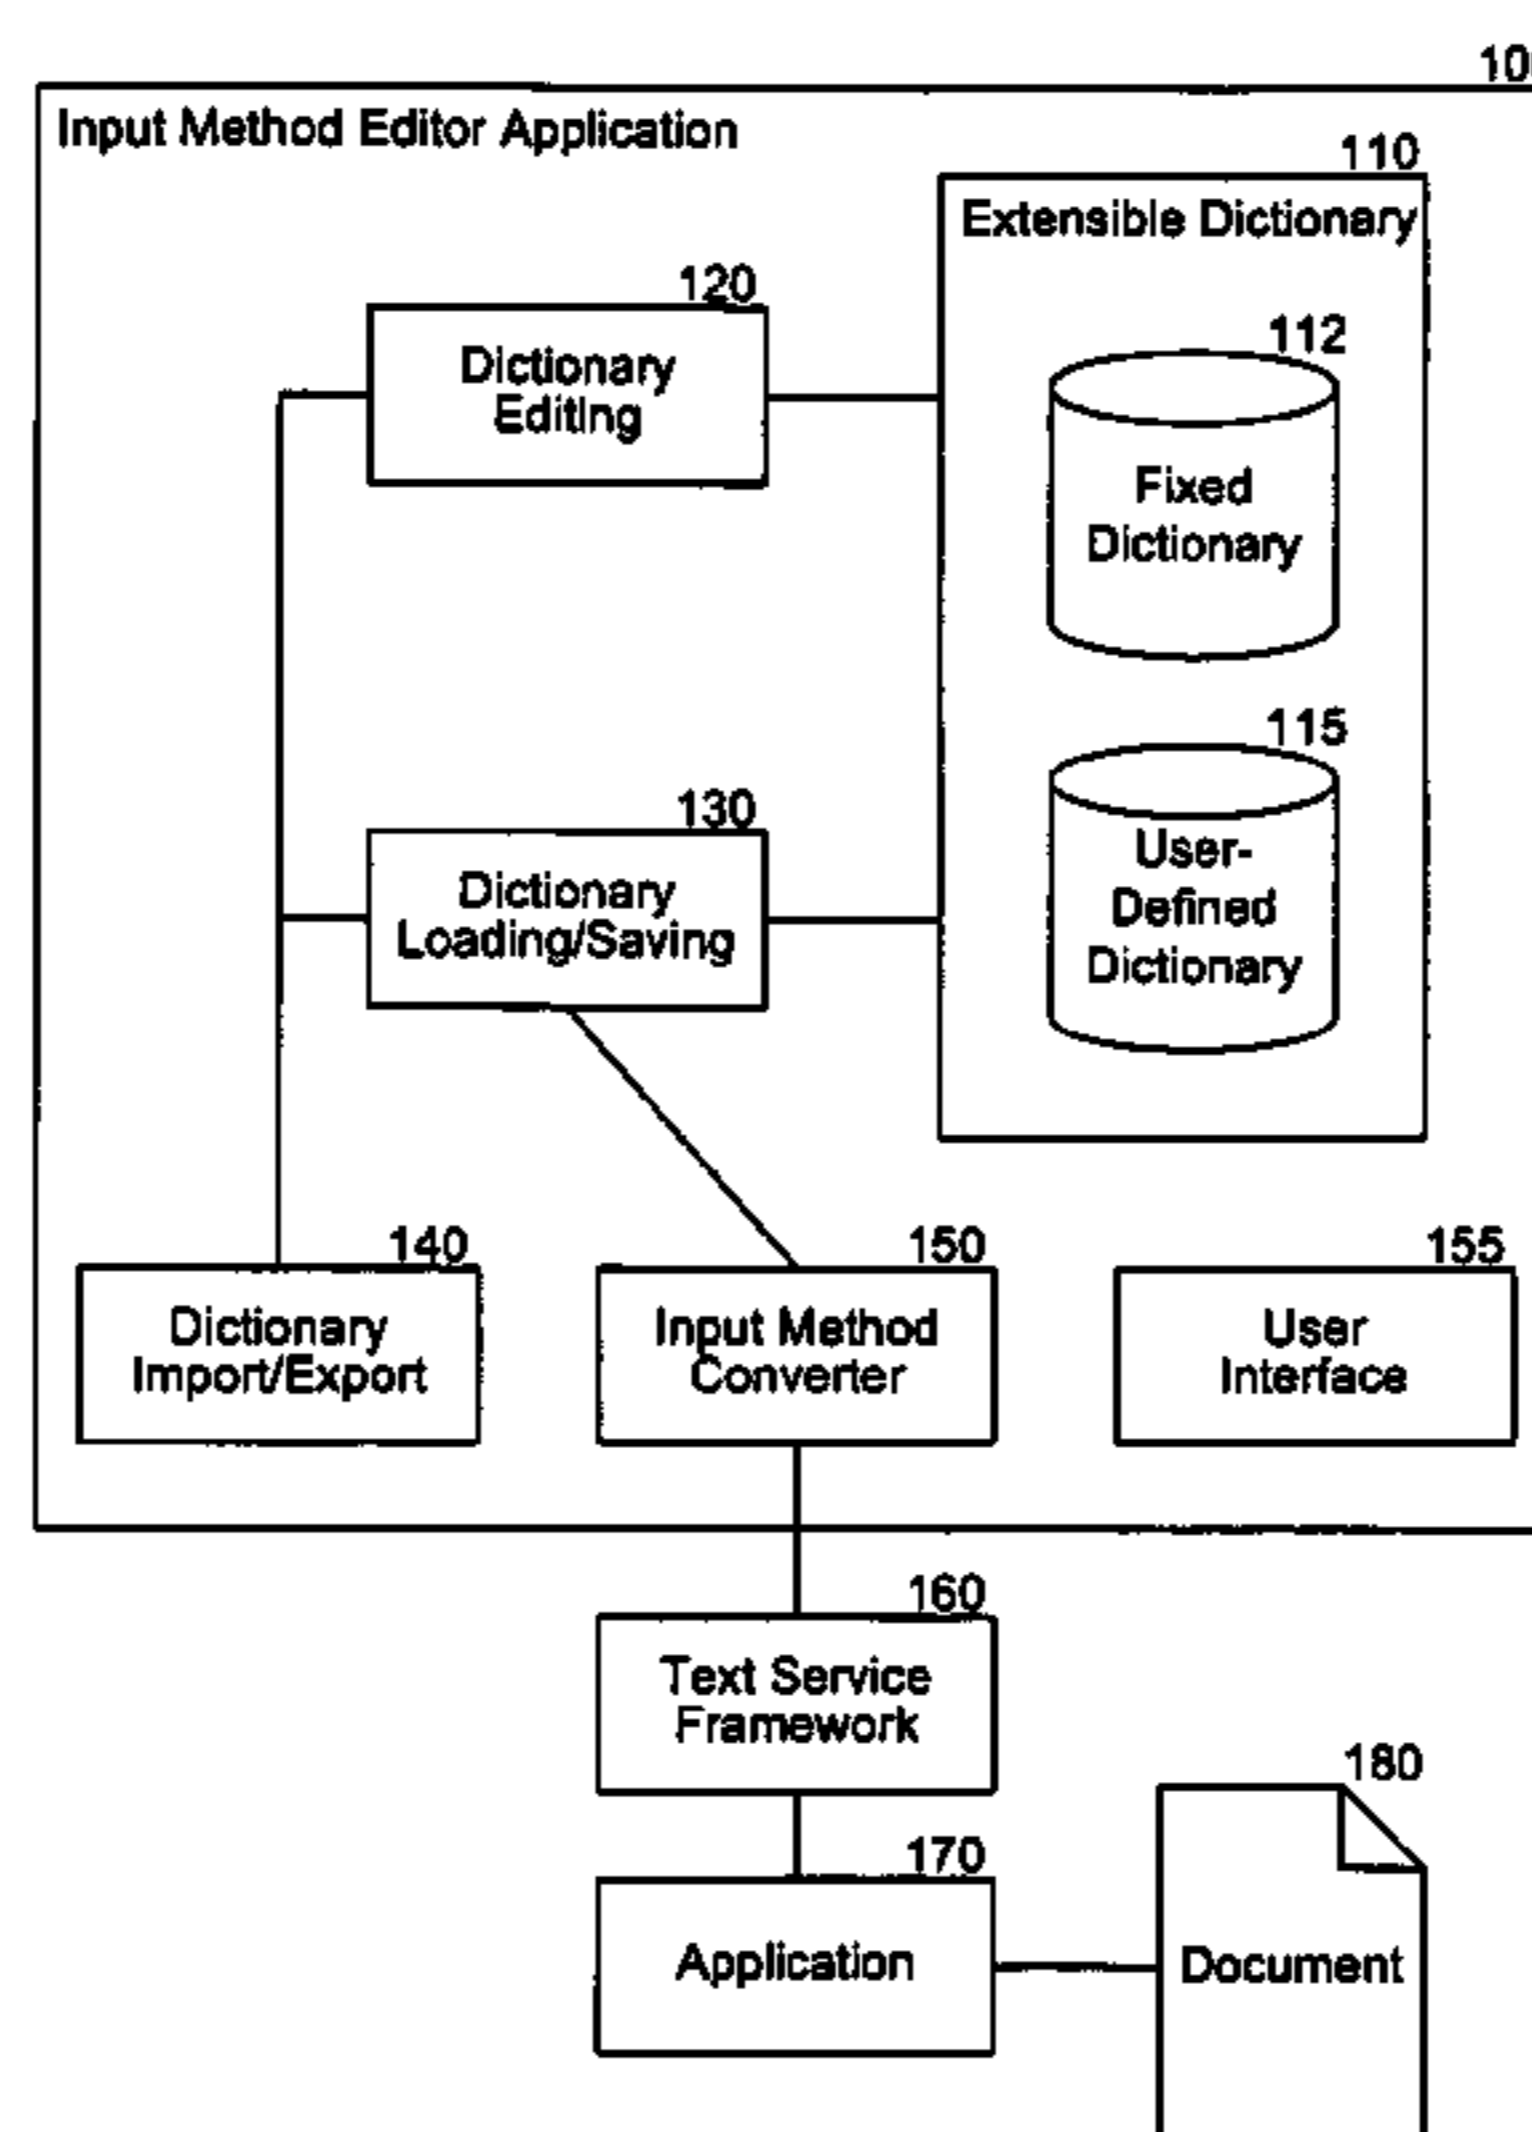 Input Method Editor Application
110
Extensible Dictionary
120
Dictionary
Editing
112
Fixed
Dictionary
115
User-
Defined
Dictionary
130
Dictionary
Loading/Saving
140
Dictionary
Import/Export
150
Input Method
Converter
155
User
Interface
160
Text Service
Framework
170
Application
180
Document